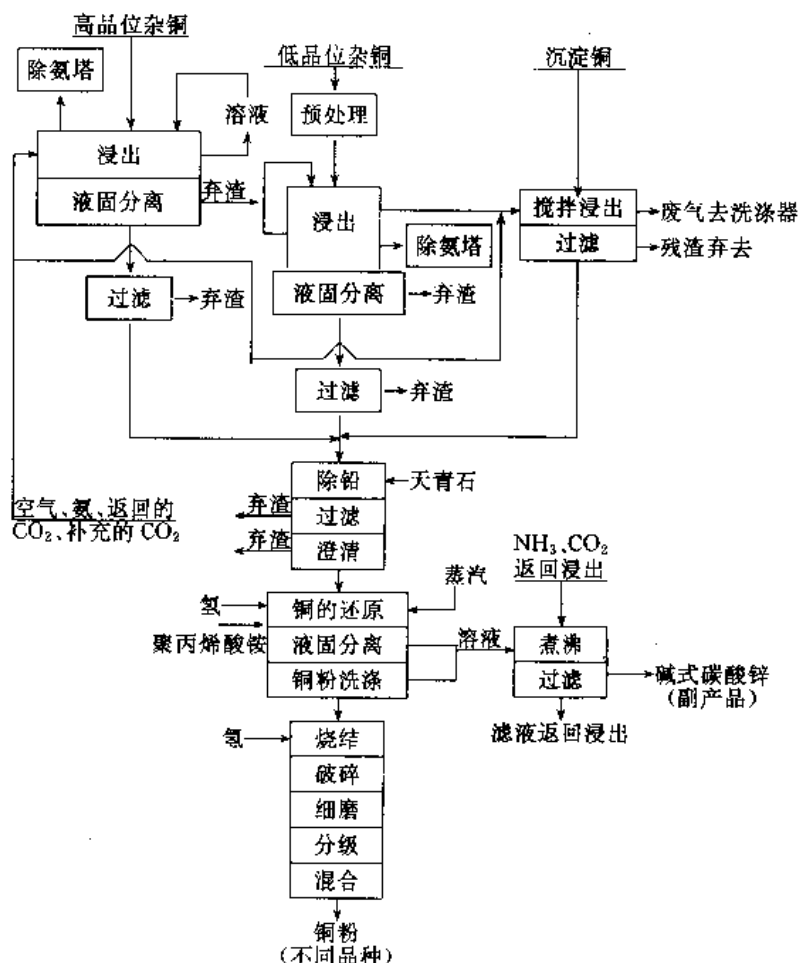 高品位杂铜
低品位杂铜
沉淀铜
除氨塔
溶液
预处理
浸出
液固分离
弃渣
浸出
搅拌浸出
废气去洗涤器
除氨塔
过滤
残渣弃去
过滤
弃渣
液固分离
弃渣
过滤
弃渣
除铅
天青石
空气、氨、返回的
CO₂、补充的 CO₂
弃渣
过滤
弃渣
澄清
NH₃、CO₂
返回浸出
蒸汽
氢
铜的还原
聚丙烯酸铵
液固分离
溶液
煮沸
铜粉洗涤
过滤
碱式碳酸锌
(副产品)
滤液返回浸出
氢
烧结
破碎
细磨
分级
混合
铜粉
(不同品种)